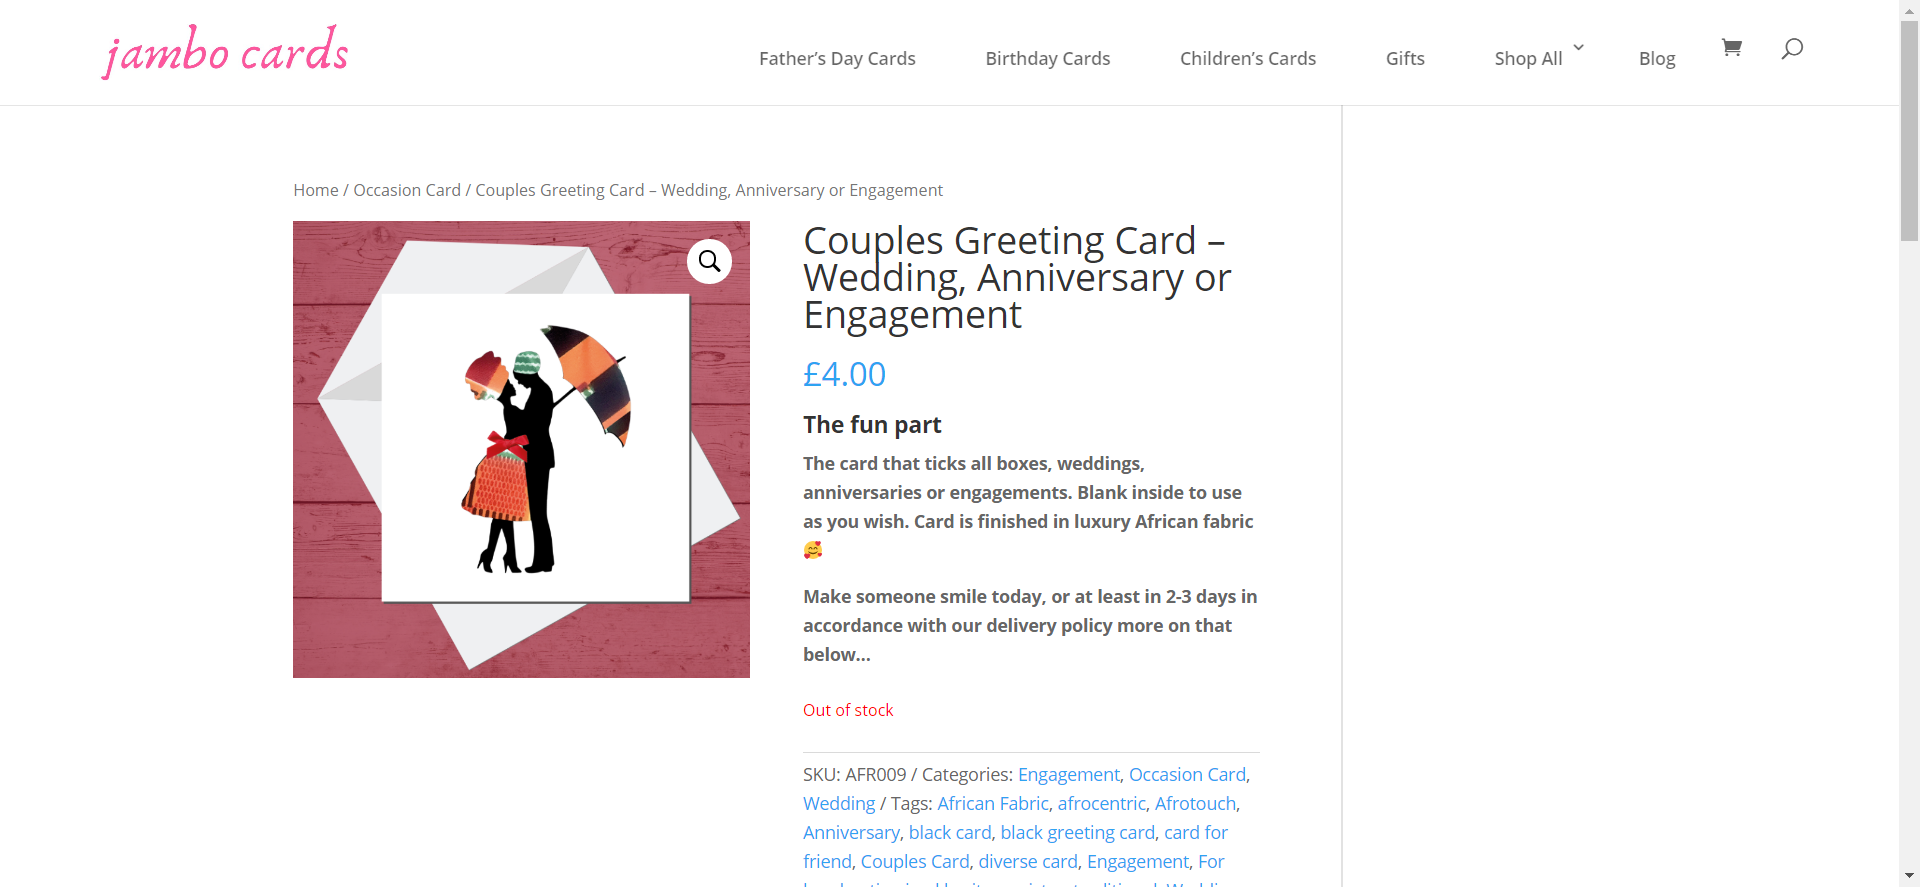 jambo cards
Father's Day Cards
Birthday Cards
Children's Cards
Gifts
Shop All
Blog
Home / Occasion Card / Couples Greeting Card – Wedding, Anniversary or Engagement
Couples Greeting Card –
Wedding, Anniversary or
Engagement
£4.00
The fun part
The card that ticks all boxes, weddings,
anniversaries or engagements. Blank inside to use
as you wish. Card is finished in luxury African fabric
🥰
Make someone smile today, or at least in 2-3 days in
accordance with our delivery policy more on that
below...
Out of stock
SKU: AFR009 / Categories: Engagement, Occasion Card,
Wedding / Tags: African Fabric, afrocentric, Afrotouch,
Anniversary, black card, black greeting card, card for
friend, Couples Card, diverse card, Engagement, For